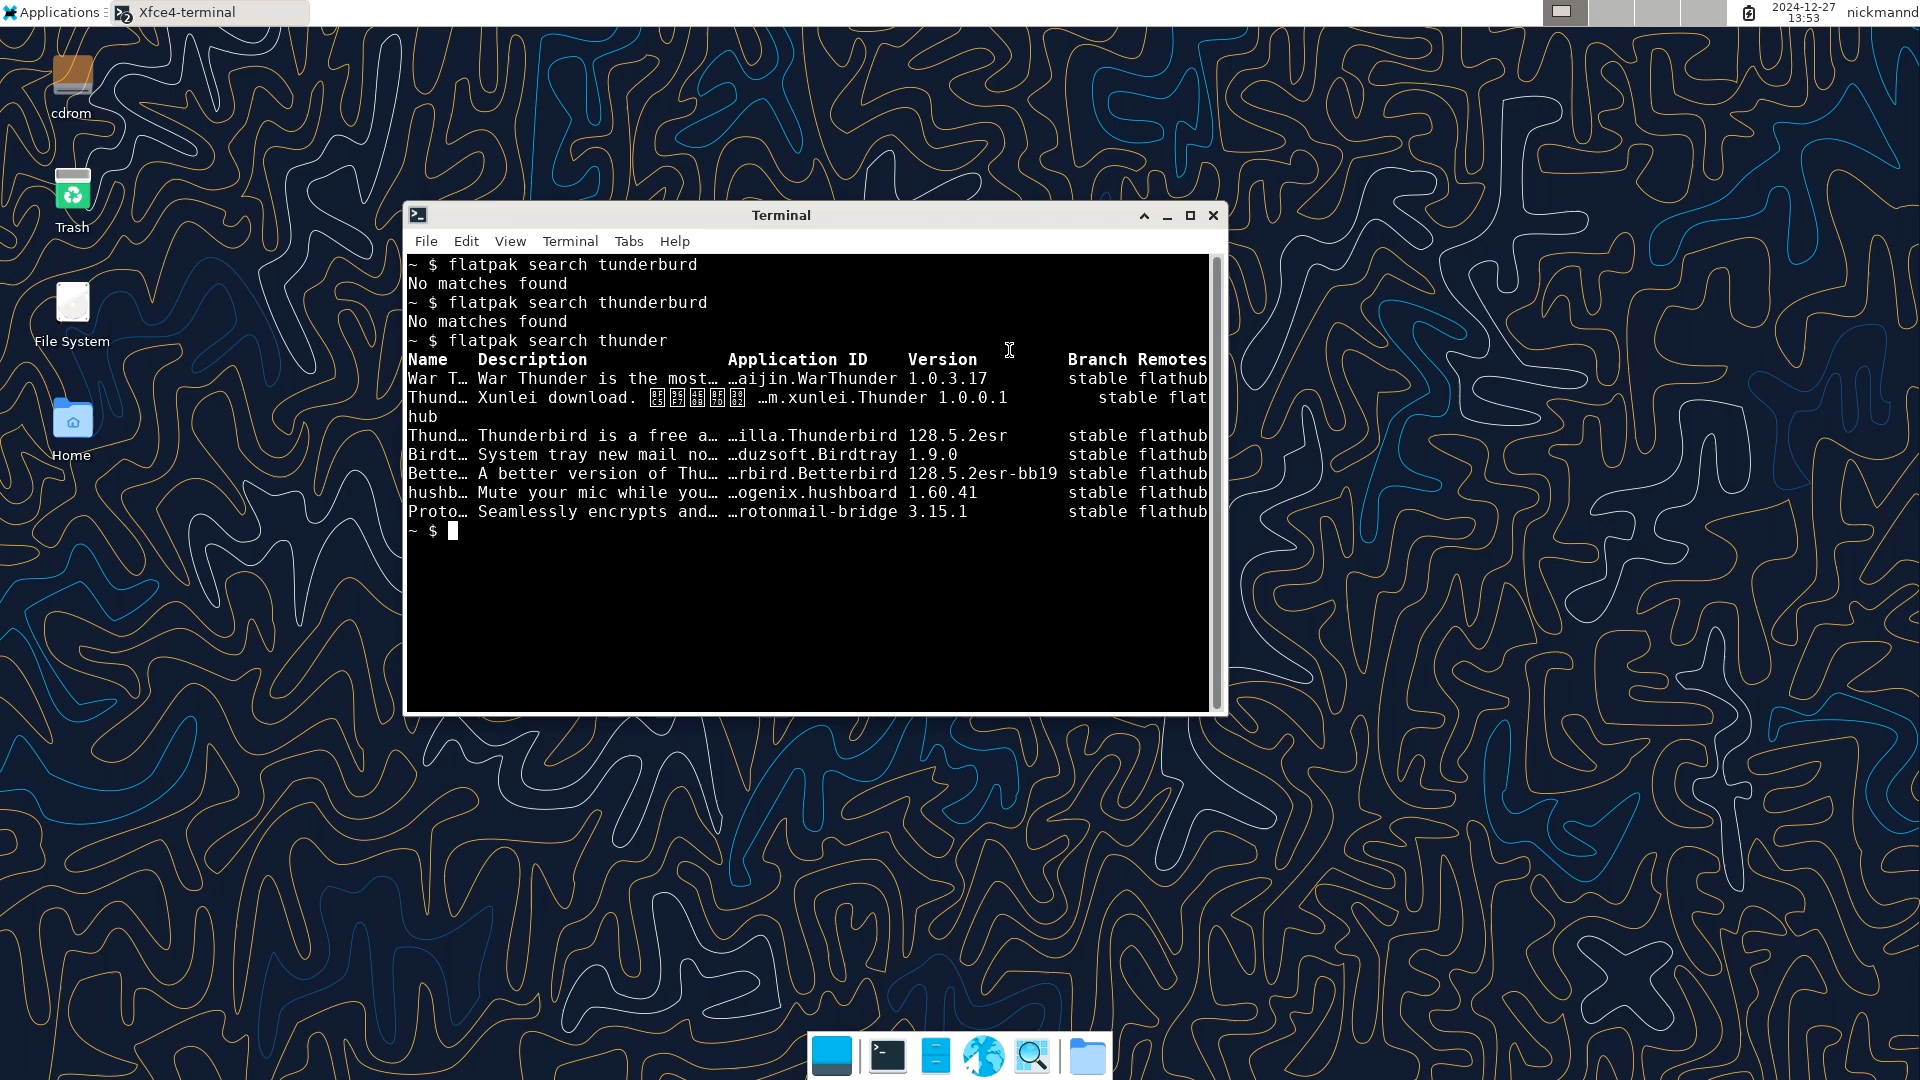 Applications
Xfce4-terminal
2
2024-12-27
13:53
nickmannd
cdrom
Trash
File System
Home
Terminal
File Edit View Terminal Tabs Help
~ $ flatpak search tunderburd
No matches found
~ $ flatpak search thunderburd
No matches found
~ $ flatpak search thunder
Name Description Application ID Version Branch Remotes
War T… War Thunder is the most… …aijin.WarThunder 1.0.3.17 stable flathub
Thund… Xunlei download. …m.xunlei.Thunder 1.0.0.1 stable flat
hub
Thund… Thunderbird is a free a… …illa.Thunderbird 128.5.2esr stable flathub
Birdt… System tray new mail no… …duzsoft.Birdtray 1.9.0 stable flathub
Bette… A better version of Thu… …rbird.Betterbird 128.5.2esr-bb19 stable flathub
hushb… Mute your mic while you… …ogenix.hushboard 1.60.41 stable flathub
Proto… Seamlessly encrypts and… …rotonmail-bridge 3.15.1 stable flathub
~ $